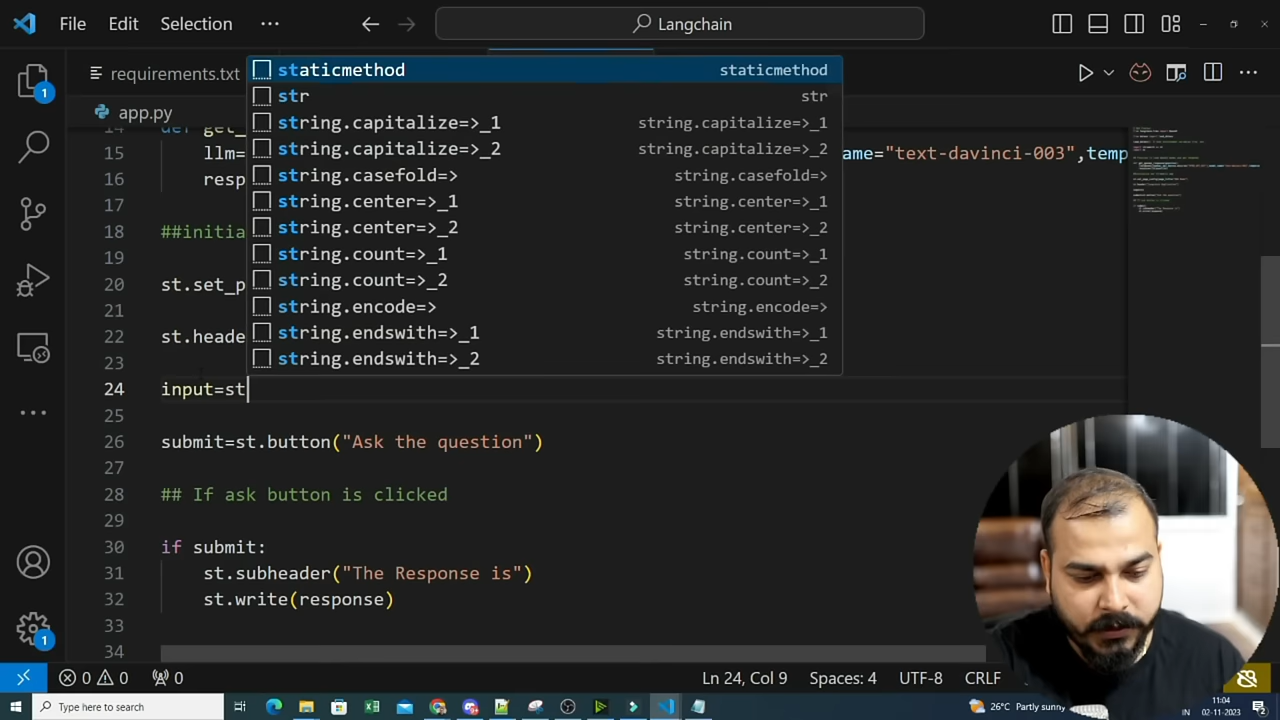 File Edit Selection ··· Langchain
requirements.txt
app.py
staticmethod staticmethod
str str
string.capitalize=>_1 string.capitalize=>_1
string.capitalize=>_2 string.capitalize=>_2
string.casefold=> string.casefold=>
string.center=>_1 string.center=>_1
string.center=>_2 string.center=>_2
string.count=>_1 string.count=>_1
string.count=>_2 string.count=>_2
string.encode=> string.encode=>
string.endswith=>_1 string.endswith=>_1
string.endswith=>_2 string.endswith=>_2
14 def get_
15 llm= ame="text-davinci-003",temp
16 resp
17
18 ##initia
19
20 st.set_p
21
22 st.heade
23
24 input=st
25
26 submit=st.button("Ask the question")
27
28 ## If ask button is clicked
29
30 if submit:
31 st.subheader("The Response is")
32 st.write(response)
33
34
1
1
0 0 0 Ln 24, Col 9 Spaces: 4 UTF-8 CRLF
Type here to search 26°C Partly sunny IN 11:04 02-11-2023 2